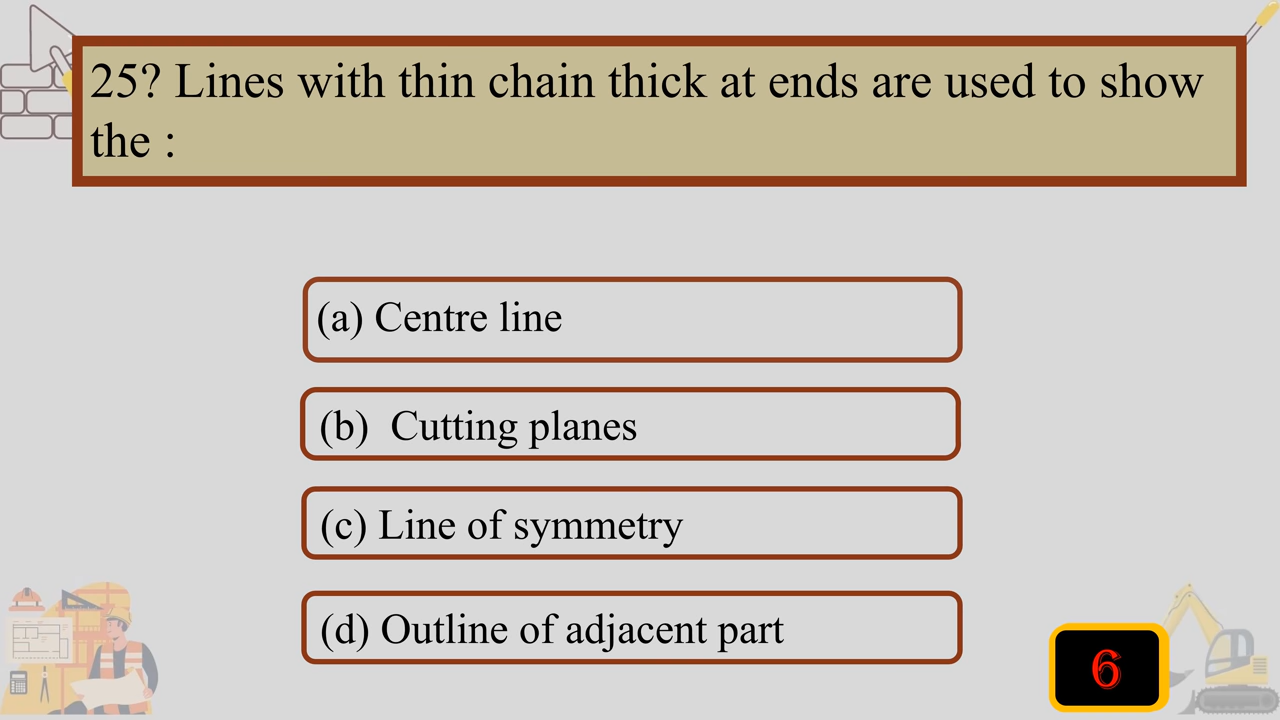 25? Lines with thin chain thick at ends are used to show
the :
(a) Centre line
(b)  Cutting planes
(c) Line of symmetry
(d) Outline of adjacent part
6